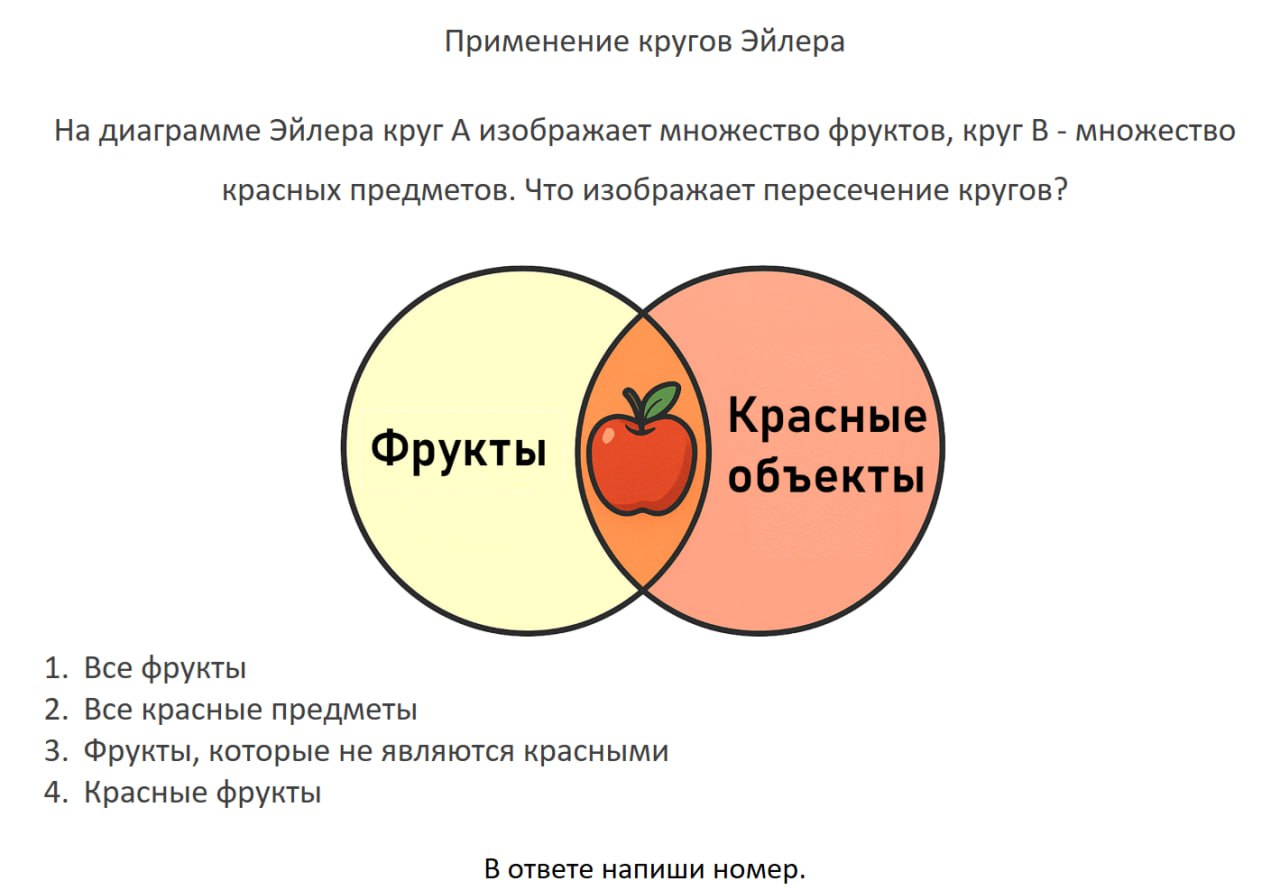 Применение кругов Эйлера
На диаграмме Эйлера круг А изображает множество фруктов, круг В - множество
красных предметов. Что изображает пересечение кругов?
Фрукты
Красные
объекты
1. Все фрукты
2. Все красные предметы
3. Фрукты, которые не являются красными
4. Красные фрукты
В ответе напиши номер.